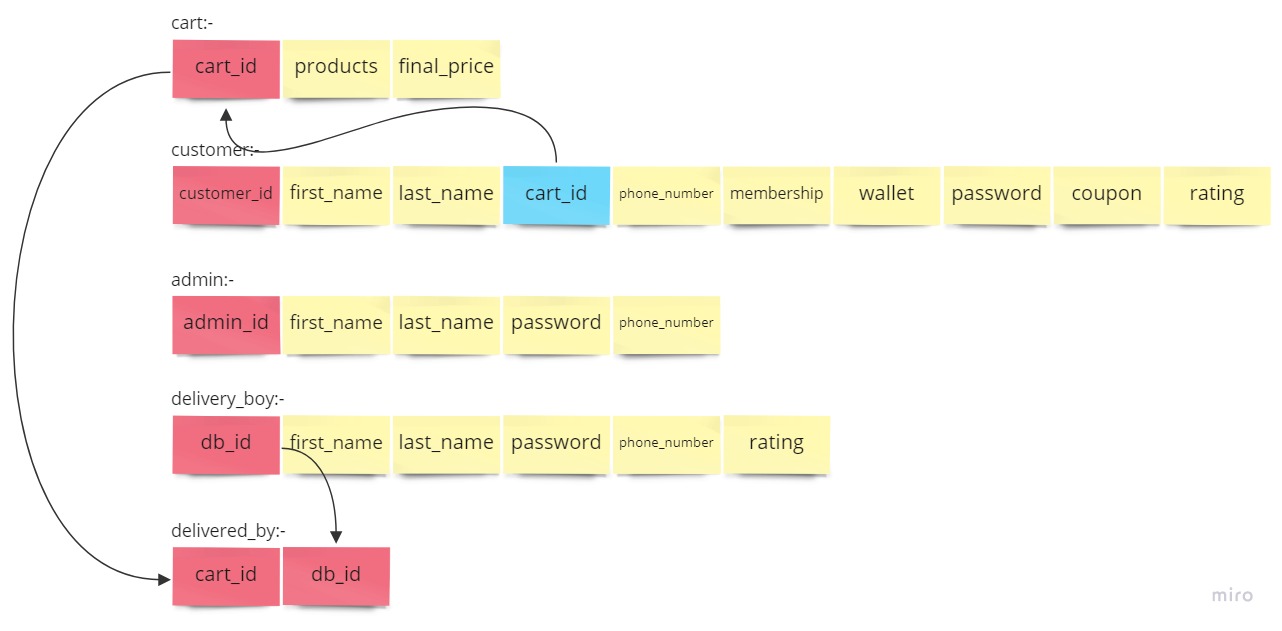 cart:-
cart_id products final_price
customer:-
customer_id first_name last_name cart_id phone_number membership wallet password coupon rating
admin:-
admin_id first_name last_name password phone_number
delivery_boy:-
db_id first_name last_name password phone_number rating
delivered_by:-
cart_id db_id
miro